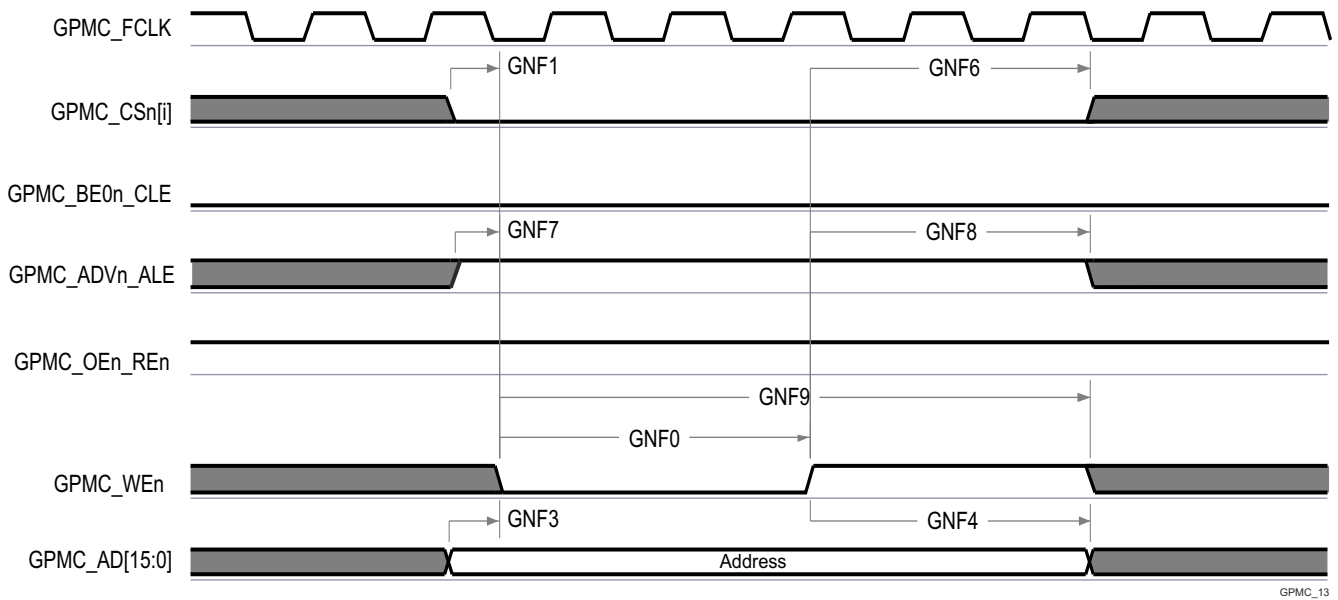 GPMC_FCLK
GNF1
GNF6
GPMC_CSn[i]
GPMC_BE0n_CLE
GNF7
GNF8
GPMC_ADVn_ALE
GPMC_OEn_REn
GNF9
GNF0
GPMC_WEn
GNF3
GNF4
GPMC_AD[15:0]
Address
GPMC_13